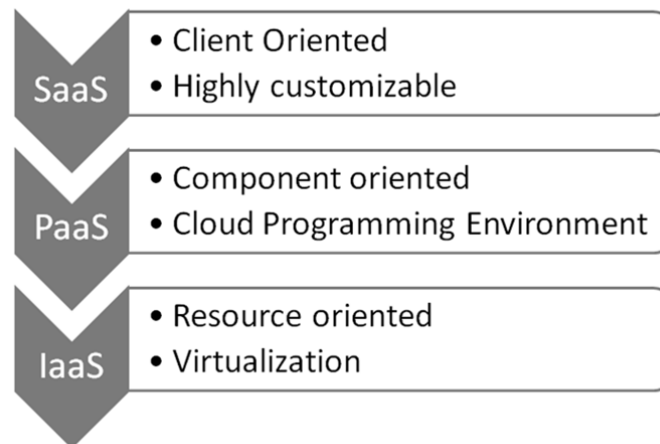 SaaS
• Client Oriented
• Highly customizable
PaaS
• Component oriented
• Cloud Programming Environment
IaaS
• Resource oriented
• Virtualization